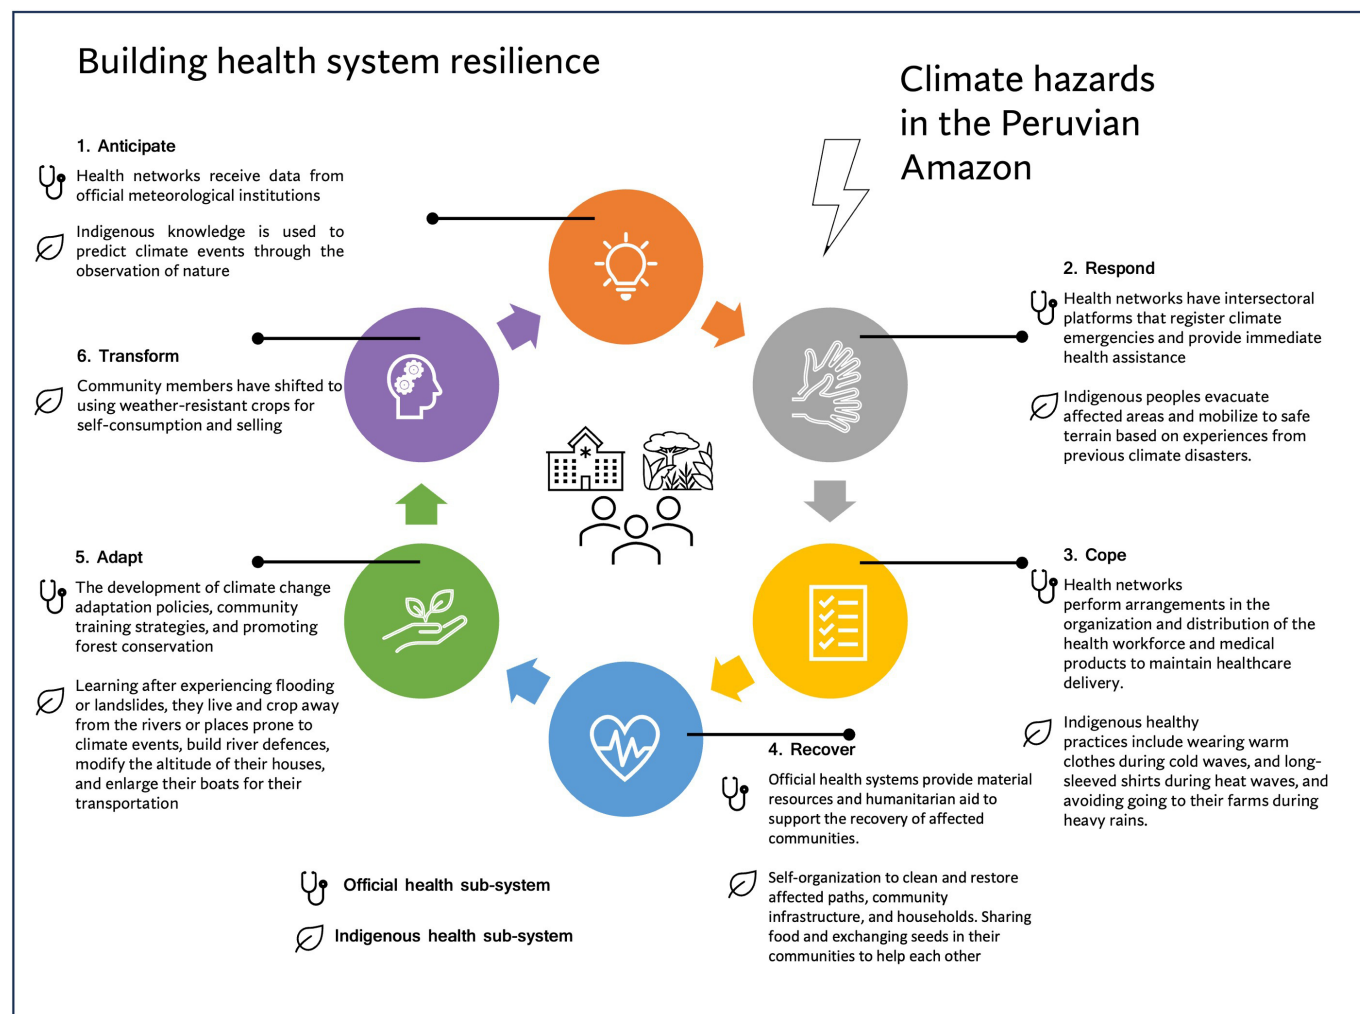 Building health system resilience
Climate hazards
in the Peruvian
Amazon
1. Anticipate
Health networks receive data from
official meteorological institutions
Indigenous knowledge is used to
predict climate events through the
observation of nature
2. Respond
Health networks have intersectoral
platforms that register climate
emergencies and provide immediate
health assistance
Indigenous peoples evacuate
affected areas and mobilize to safe
terrain based on experiences from
previous climate disasters.
3. Cope
Health networks
perform arrangements in the
organization and distribution of the
health workforce and medical
products to maintain healthcare
delivery.
Indigenous healthy
practices include wearing warm
clothes during cold waves, and long-
sleeved shirts during heat waves, and
avoiding going to their farms during
heavy rains.
4. Recover
Official health systems provide material
resources and humanitarian aid to
support the recovery of affected
communities.
Self-organization to clean and restore
affected paths, community
infrastructure, and households. Sharing
food and exchanging seeds in their
communities to help each other
5. Adapt
The development of climate change
adaptation policies, community
training strategies, and promoting
forest conservation
Learning after experiencing flooding
or landslides, they live and crop away
from the rivers or places prone to
climate events, build river defences,
modify the altitude of their houses,
and enlarge their boats for their
transportation
6. Transform
Community members have shifted to
using weather-resistant crops for
self-consumption and selling
Official health sub-system
Indigenous health sub-system